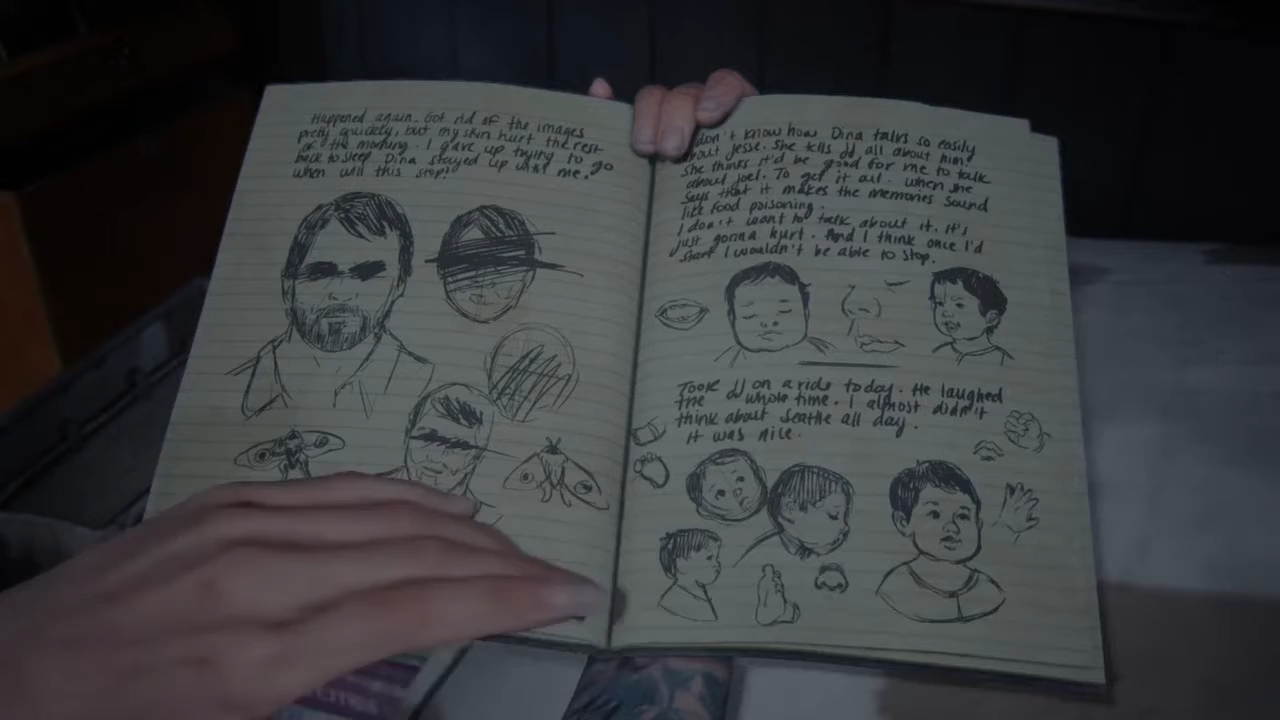 Happened again. Got rid of the images
pretty quickly, but my skin hurt the rest
of the morning. I gave up trying to go
back to sleep. Dina stayed up with me.
When will this stop?
I don't know how Dina talks so easily
about Jesse. She tells JJ all about him.
She thinks it'd be good for me to talk
about Joel. To get it out. When she
says that it makes the memories sound
like food poisoning.
I don't want to talk about it. It's
just gonna hurt. And I think once I'd
start I wouldn't be able to stop.
Took JJ on a ride today. He laughed
the whole time. I almost didn't
think about Seattle all day.
It was nice.